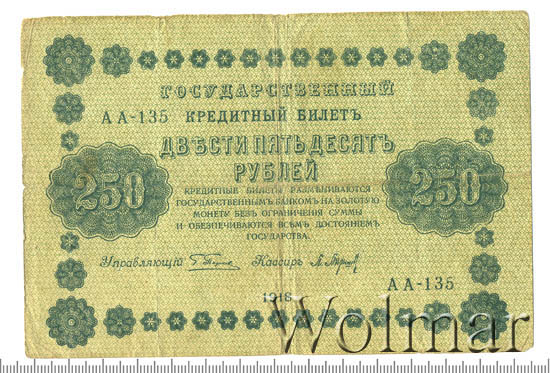 ГОСУДАРСТВЕННЫЙ
АА-135 КРЕДИТНЫЙ БИЛЕТЪ
ДВѢСТИ ПЯТЬДЕСЯТЪ
РУБЛЕЙ
250 250
КРЕДИТНЫЕ БИЛЕТЫ РАЗМѢНИВАЮТСЯ
ГОСУДАРСТВЕННЫМЪ БАНКОМЪ НА ЗОЛОТУЮ
МОНЕТУ БЕЗЪ ОГРАНИЧЕНІЯ СУММЫ
И ОБЕЗПЕЧИВАЮТСЯ ВСѢМЪ ДОСТОЯНІЕМЪ
ГОСУДАРСТВА.
Управляющій Кассиръ
АА-135
1918
Wolmar